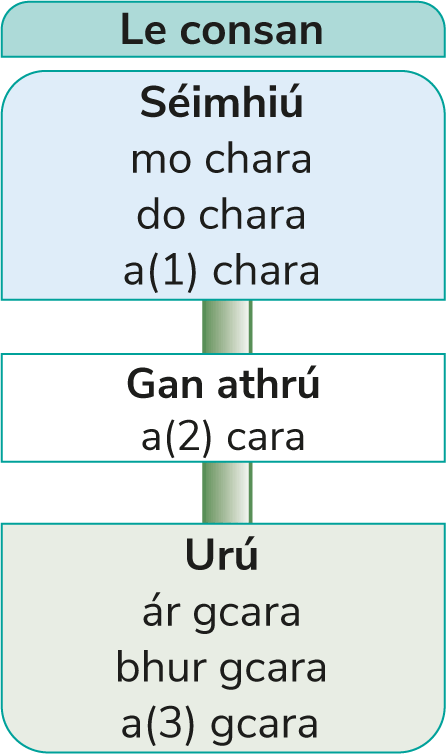 Le consan
Séimhiú
mo chara
do chara
a(1) chara
Gan athrú
a(2) cara
Urú
ár gcara
bhur gcara
a(3) gcara